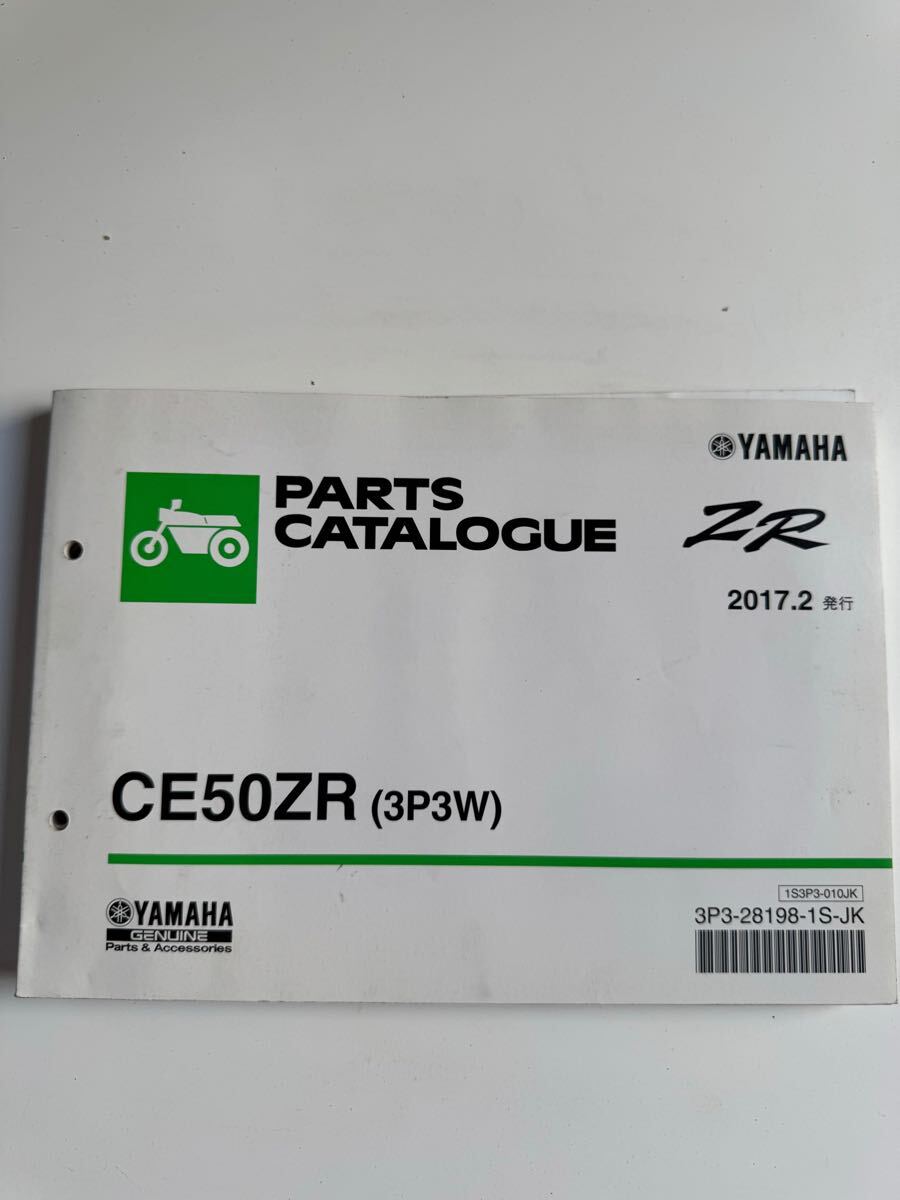 YAMAHA
PARTS
CATALOGUE
ZR
2017.2 発行
CE50ZR (3P3W)
YAMAHA
GENUINE
Parts & Accessories
1S3P3-010JK
3P3-28198-1S-JK